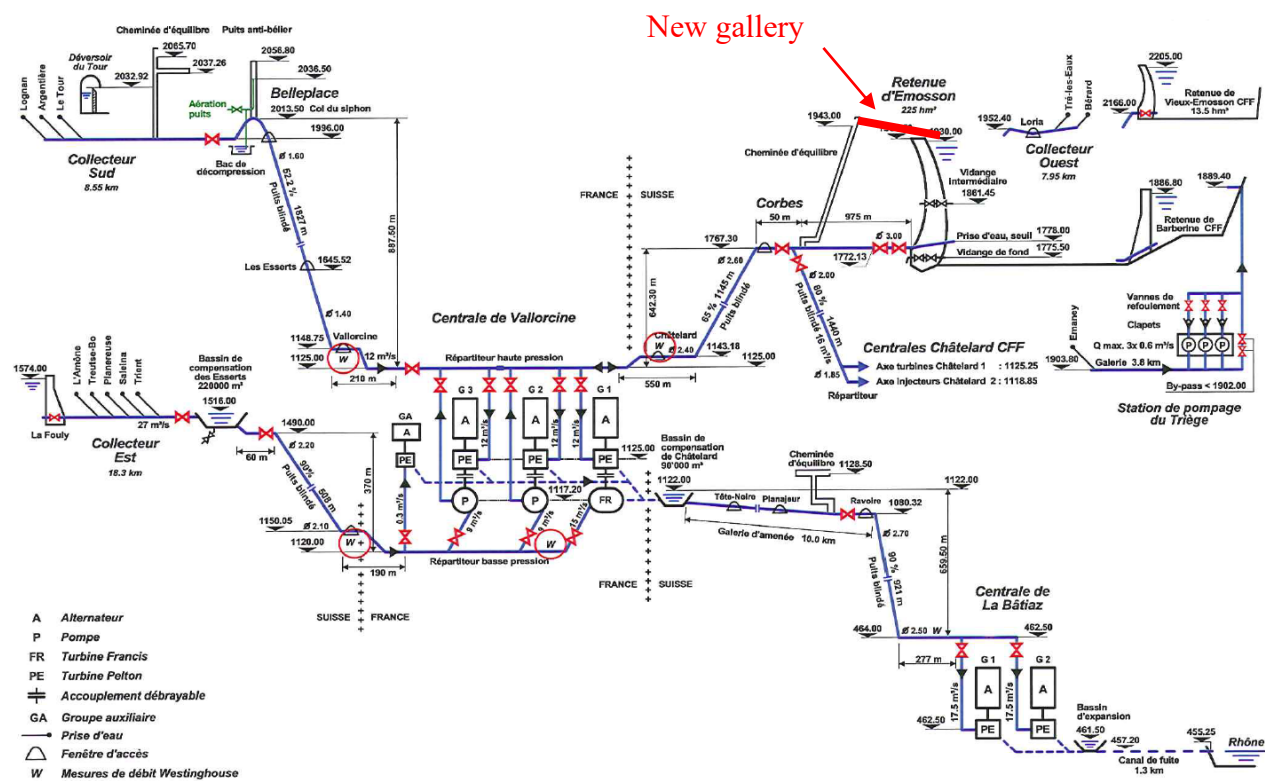 New gallery
Cheminée d'équilibre
Puits anti-bélier
2065.70
2037.26
2058.80
2036.50
Déversoir
du Tour
2032.92
Belleplace
2013.50 Col du siphon
1996.00
Lognan
Argentière
Le Tour
Aération
puits
Bac de
décompression
Collecteur
Sud
8.55 km
ø 1.60
52.2 % 1827 m
Puits blindé
887.50 m
Les Esserts
1645.52
ø 1.40
1148.75
Vallorcine
W
1125.00
12 m³/s
210 m
Centrale de Vallorcine
Répartiteur haute pression
FRANCE
SUISSE
642.30 m
Châtelard
W
ø 2.40
1143.18
1125.00
550 m
ø 2.60
65 % 1145 m
Puits blindé
1767.30
Corbes
50 m
975 m
1943.00
Cheminée d'équilibre
Retenue
d'Emosson
225 hm³
1930.00
Vidange
Intermédiaire
1861.45
ø 3.00
Prise d'eau, seuil
1778.00
1775.50
Vidange de fond
1772.13
ø 2.00
80 % 1440 m
Puits blindé 16 m³/s
ø 1.85
Répartiteur
Centrales Châtelard CFF
Axe turbines Châtelard 1 : 1125.25
Axe injecteurs Châtelard 2 : 1118.85
1952.40
Loria
Tré-les-Eaux
Bérard
Collecteur
Ouest
7.95 km
2205.00
2166.00
Retenue de
Vieux-Emosson CFF
13.5 hm³
1886.80
1889.40
Retenue de
Barberine CFF
Vannes de
refoulement
Clapets
P P P
Q max. 3x 0.6 m³/s
Emaney
1903.80
Galerie 3.8 km
By-pass < 1902.00
Station de pompage
du Triège
1574.00
La Fouly
L'A'Neuve
Treutse-Bo
Planereuse
Saleina
Trient
Bassin de
compensation
des Esserts
220000 m³
1516.00
27 m³/s
Collecteur
Est
18.3 km
60 m
1490.00
ø 2.20
90% 508 m
Puits blindé
370 m
1150.05
ø 2.10
W +
1120.00
190 m
SUISSE
FRANCE
GA
A
PE
0.3 m³/s
G 3
A
PE
P
9 m³/s
12 m³/s
G 2
A
PE
P
1117.20
9 m³/s
12 m³/s
12 m³/s
G 1
A
PE
FR
15 m³/s
1125.00
W
Répartiteur basse pression
Bassin de
compensation
de Châtelard
90'000 m³
1122.00
FRANCE
SUISSE
Tête-Noire
Planajeur
Galerie d'amenée 10.0 km
Cheminée
d'équilibre
1128.50
Ravoire
1080.32
1122.00
659.50 m
ø 2.70
90 % 921 m
Puits blindé
464.00
ø 2.50 W
462.50
277 m
Centrale de
La Bâtiaz
17.5 m³/s
G 1
A
PE
17.5 m³/s
G 2
A
PE
462.50
Bassin
d'expansion
461.50
457.20
Canal de fuite
1.3 km
455.25
Rhône
A Alternateur
P Pompe
FR Turbine Francis
PE Turbine Pelton
Accouplement débrayable
GA Groupe auxiliaire
Prise d'eau
Fenêtre d'accès
W Mesures de débit Westinghouse